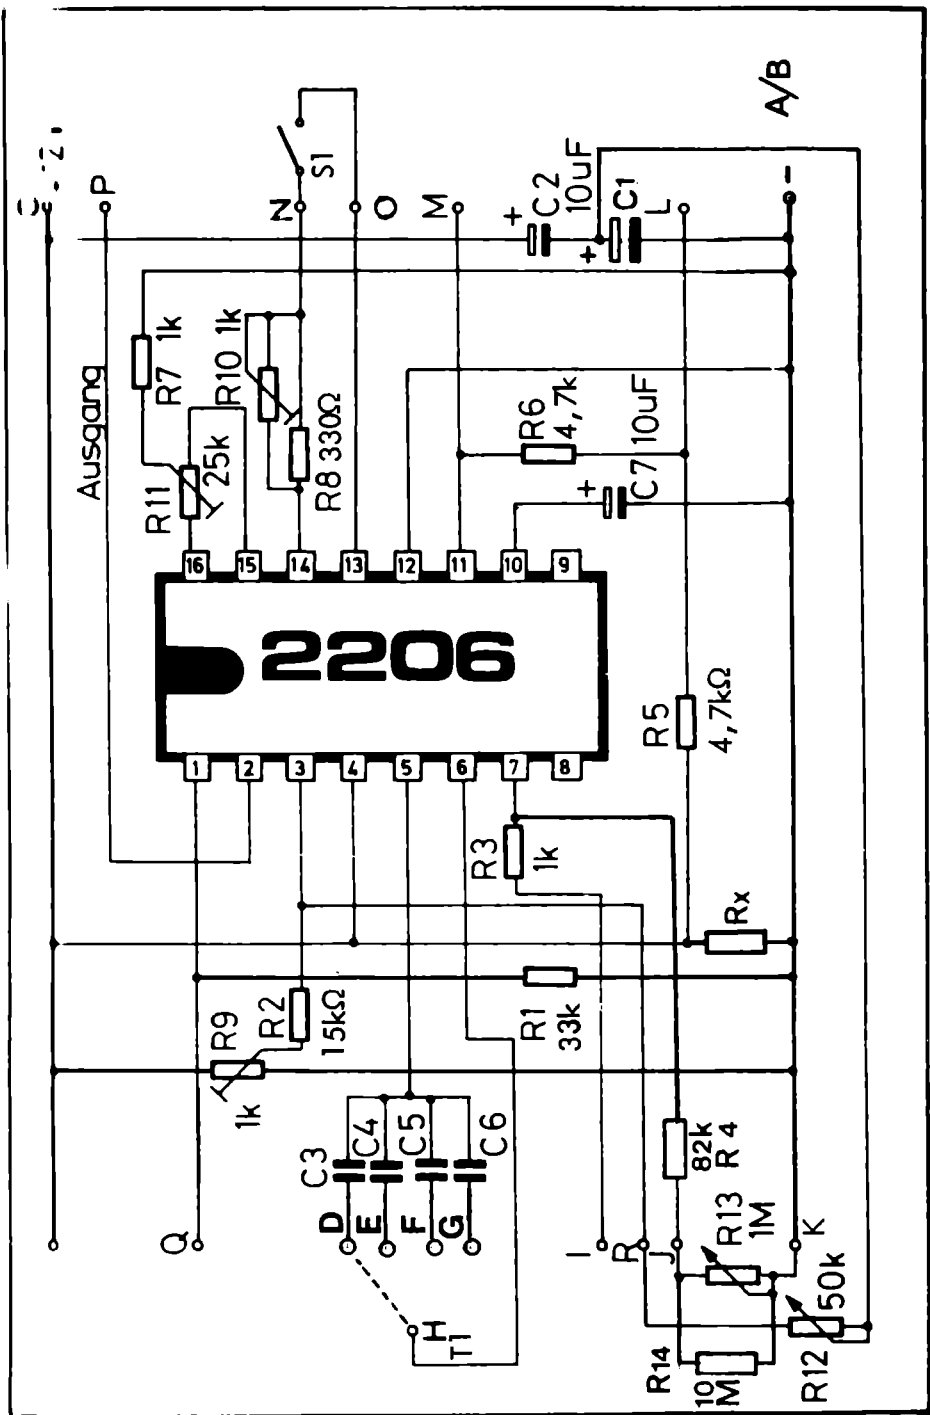 P
N
S1
O
M
C2
10uF
+
C1
+
L
-
A/B
Ausgang
R7 1k
R10 1k
R11
25k
R8 330Ω
R6
4,7k
C7 10uF
+
16
15
14
13
12
11
10
9
2206
1
2
3
4
5
6
7
8
R5
4,7kΩ
R3
1k
Rx
R9
1k
R2
15kΩ
R1
33k
C3
C4
C5
C6
82k
R4
D
E
F
G
Q
I
R
J
K
R13
1M
H
T1
R14
10
M
R12
50k